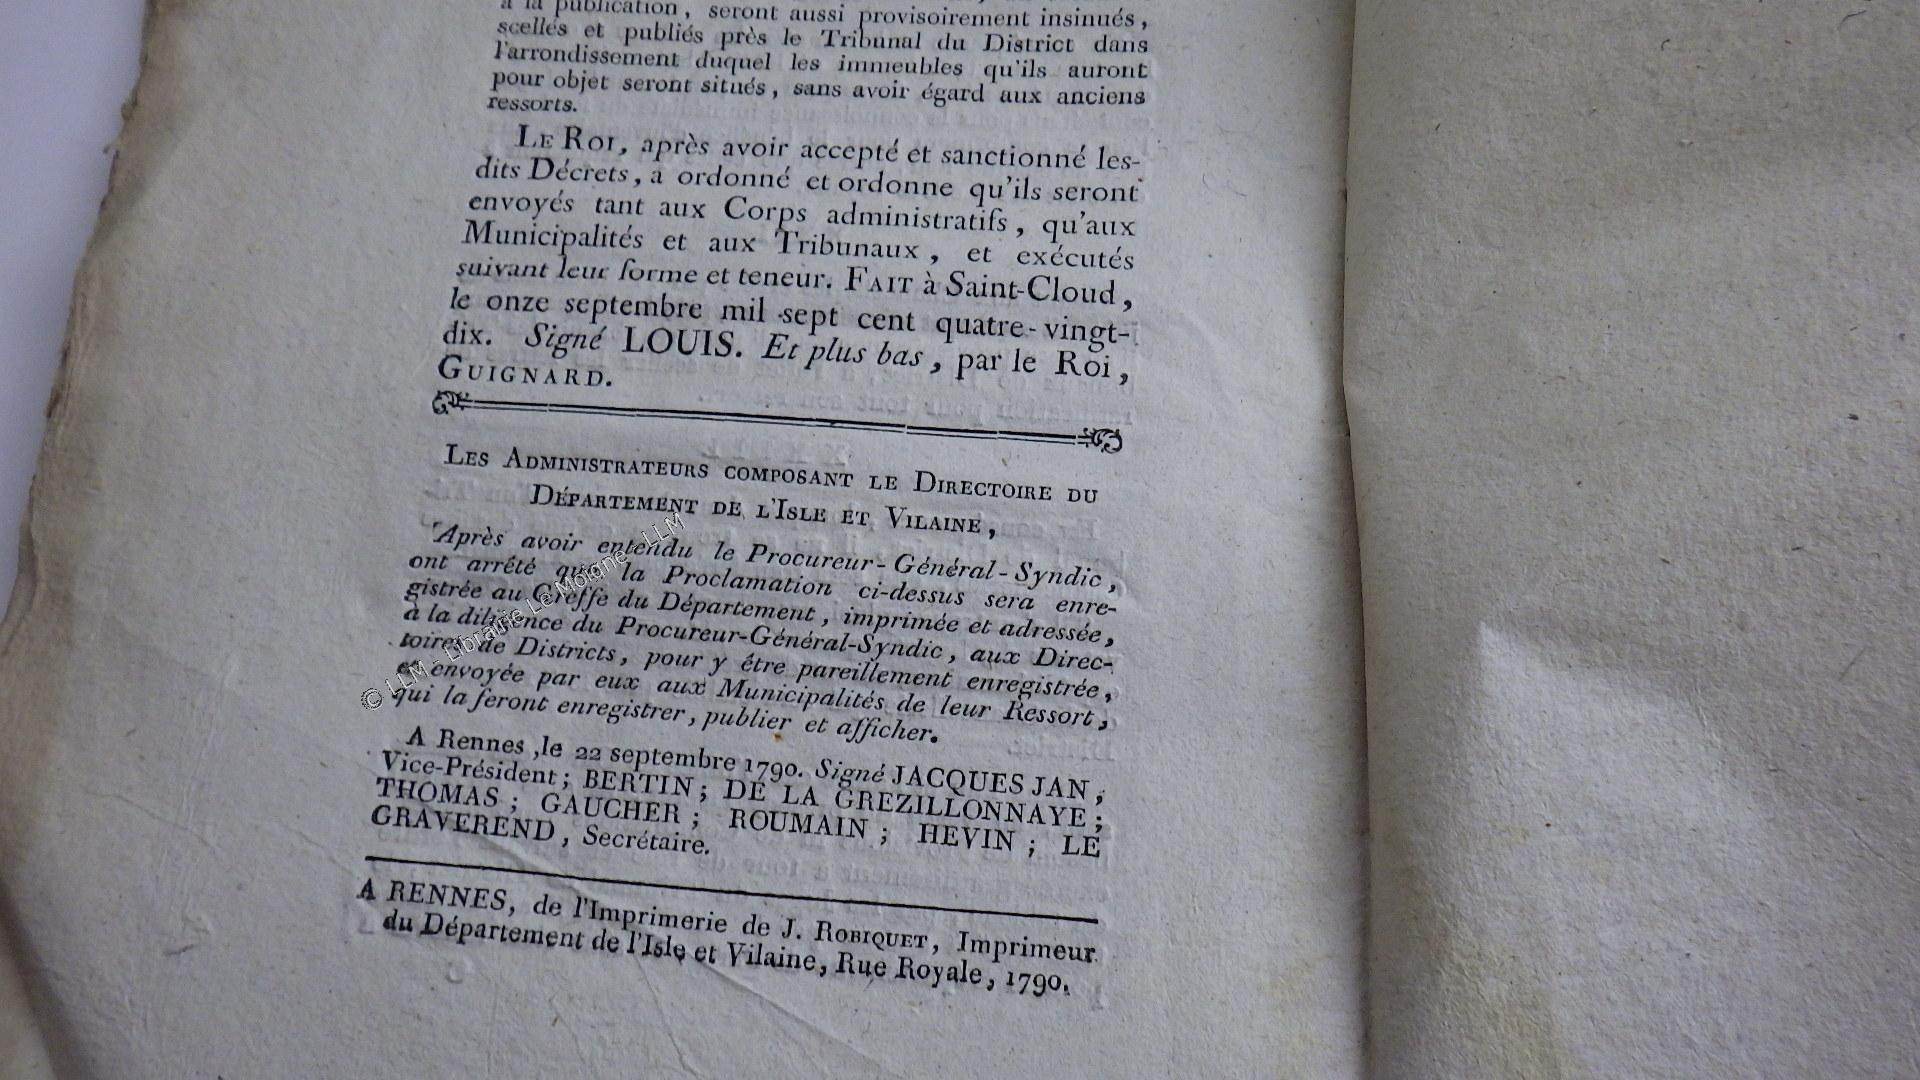 à la publication, seront aussi provisoirement insinués,
scellés et publiés près le Tribunal du District dans
l'arrondissement duquel les immeubles qu'ils auront
pour objet seront situés, sans avoir égard aux anciens
ressorts.
LE ROI, après avoir accepté et sanctionné les-
dits Décrets, a ordonné et ordonne qu'ils seront
envoyés tant aux Corps administratifs, qu'aux
Municipalités et aux Tribunaux, et exécutés
suivant leur forme et teneur. FAIT à Saint-Cloud,
le onze septembre mil sept cent quatre-vingt-
dix. Signé LOUIS. Et plus bas, par le Roi,
GUIGNARD.
LES ADMINISTRATEURS COMPOSANT LE DIRECTOIRE DU
DÉPARTEMENT DE L'ISLE ET VILAINE,
Après avoir entendu le Procureur-Général-Syndic,
ont arrêté que la Proclamation ci-dessus sera enre-
gistrée au Greffe du Département, imprimée et adressée,
à la diligence du Procureur-Général-Syndic, aux Direc-
toires de Districts, pour y être pareillement enregistrée,
et envoyée par eux aux Municipalités de leur Ressort,
qui la feront enregistrer, publier et afficher.
A Rennes, le 22 septembre 1790. Signé JACQUES JAN,
Vice-Président; BERTIN; DE LA GREZILLONNAYE;
THOMAS; GAUCHER; ROUMAIN; HEVIN; LE
GRAVEREND, Secrétaire.
A RENNES, de l'Imprimerie de J. ROBIQUET, Imprimeur
du Département de l'Isle et Vilaine, Rue Royale, 1790.
© LLM - Librairie Le Moigne - LLM